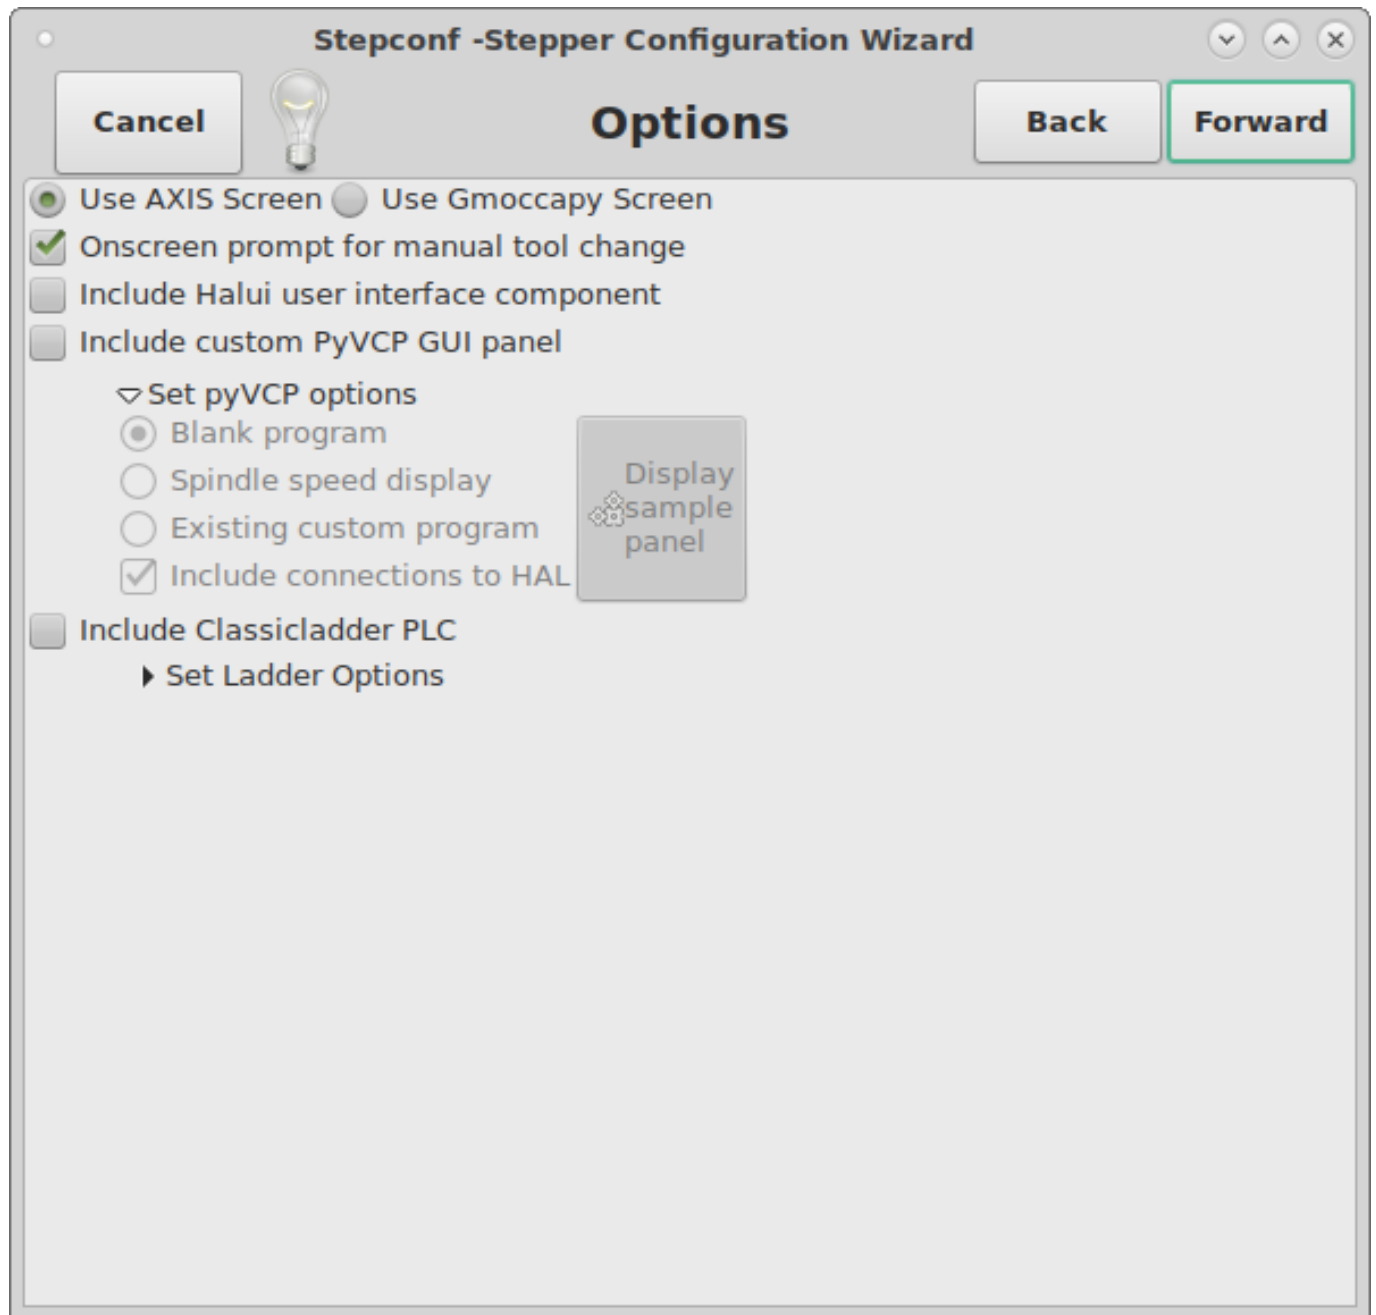 Stepconf -Stepper Configuration Wizard
Cancel
Options
Back
Forward
Use AXIS Screen
Use Gmoccapy Screen
Onscreen prompt for manual tool change
Include Halui user interface component
Include custom PyVCP GUI panel
Set pyVCP options
Blank program
Spindle speed display
Existing custom program
Include connections to HAL
Display
sample
panel
Include Classicladder PLC
Set Ladder Options